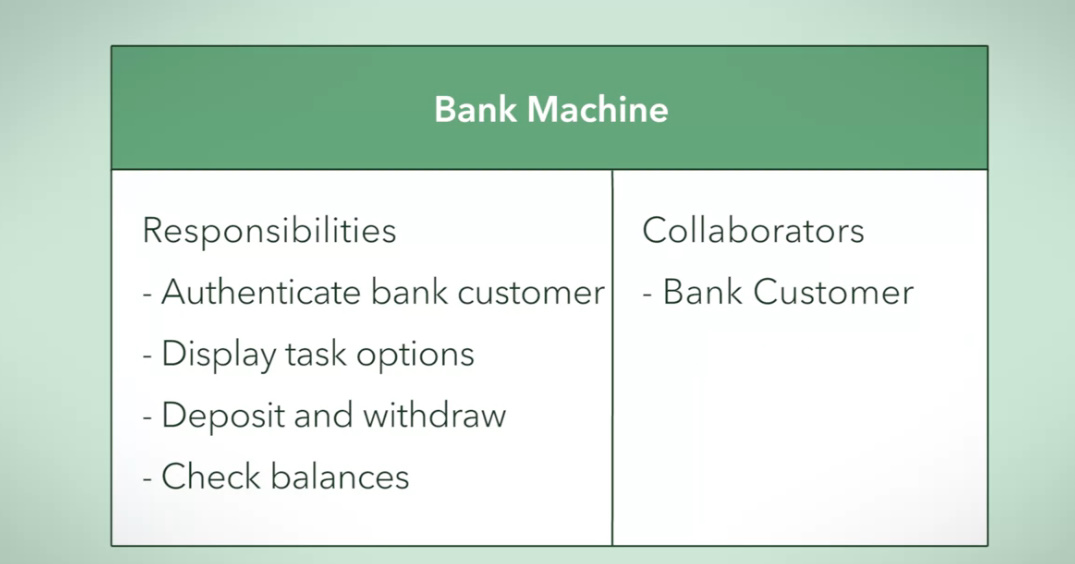 Bank Machine
Responsibilities
- Authenticate bank customer
- Display task options
- Deposit and withdraw
- Check balances
Collaborators
- Bank Customer